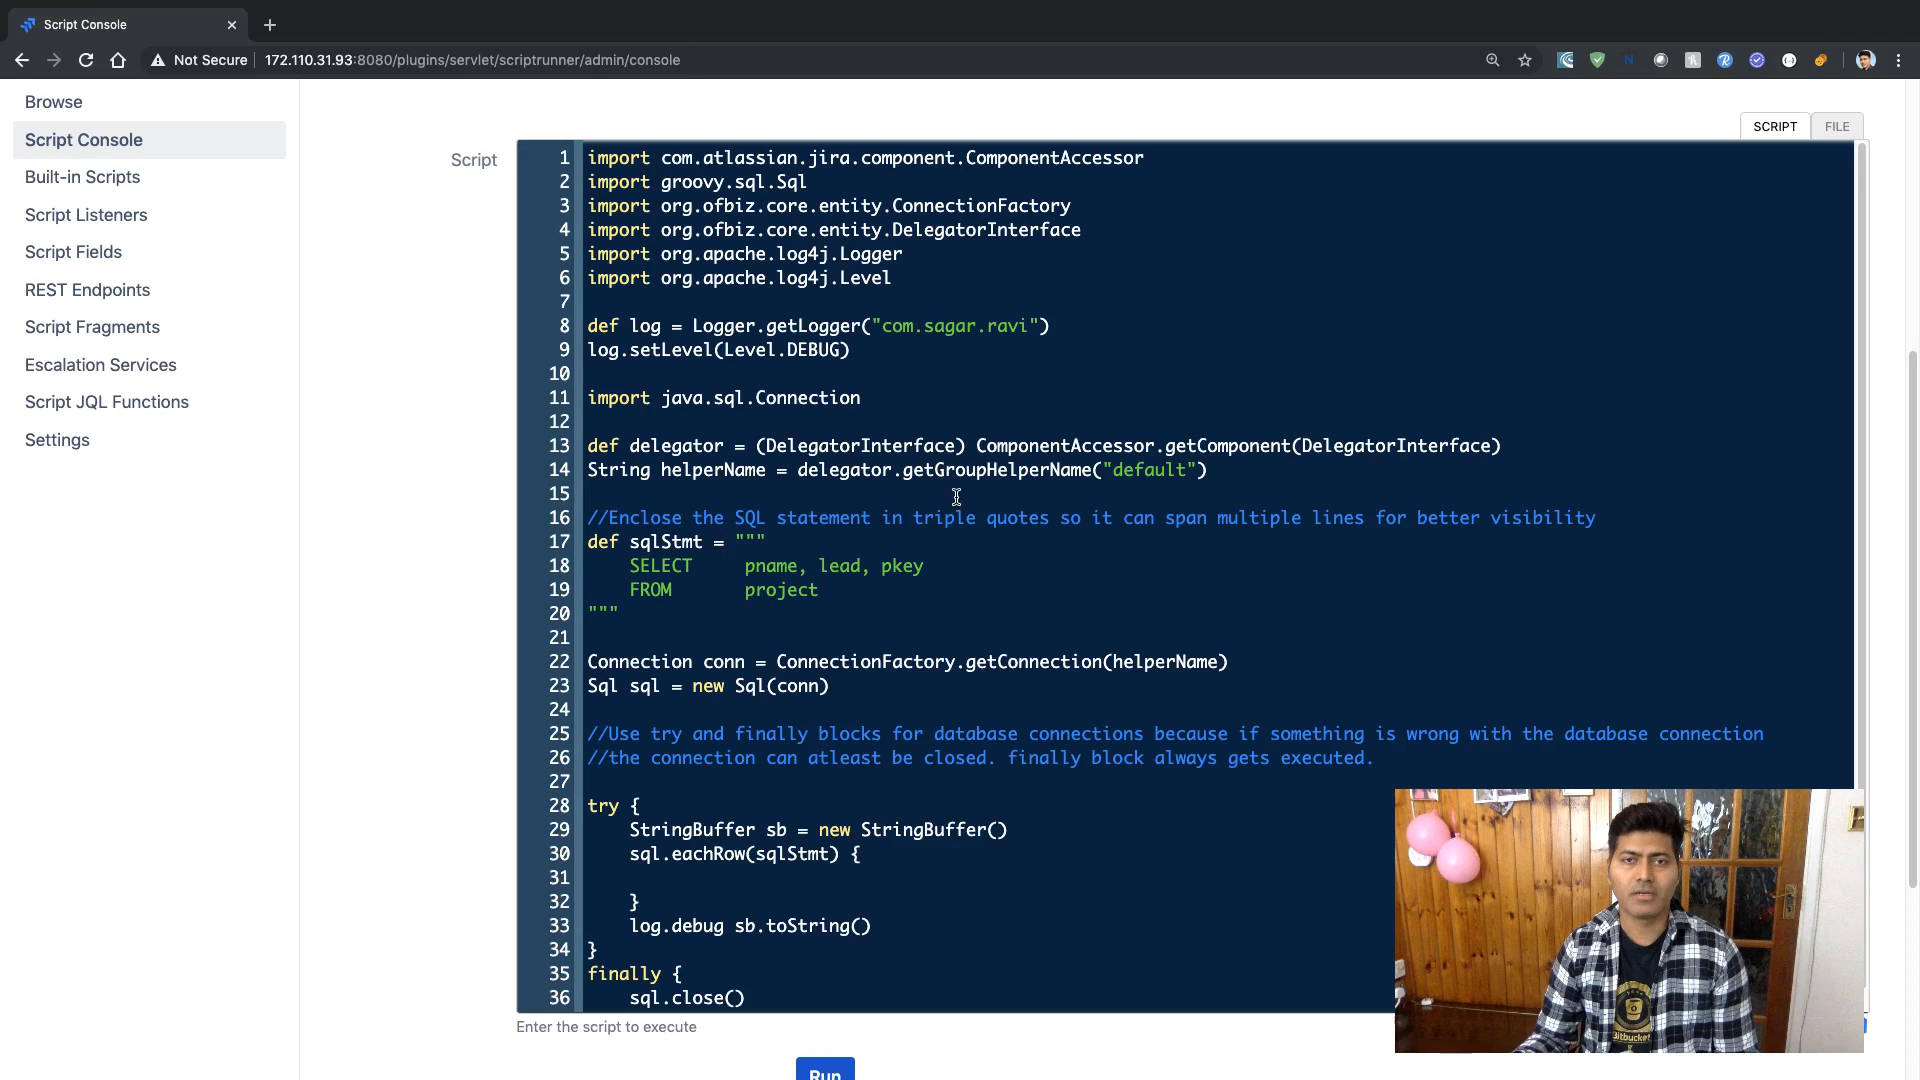 Script Console
Not Secure 172.110.31.93:8080/plugins/servlet/scriptrunner/admin/console
Browse
Script Console
Built-in Scripts
Script Listeners
Script Fields
REST Endpoints
Script Fragments
Escalation Services
Script JQL Functions
Settings
SCRIPT FILE
Script
1 import com.atlassian.jira.component.ComponentAccessor
2 import groovy.sql.Sql
3 import org.ofbiz.core.entity.ConnectionFactory
4 import org.ofbiz.core.entity.DelegatorInterface
5 import org.apache.log4j.Logger
6 import org.apache.log4j.Level
7
8 def log = Logger.getLogger("com.sagar.ravi")
9 log.setLevel(Level.DEBUG)
10
11 import java.sql.Connection
12
13 def delegator = (DelegatorInterface) ComponentAccessor.getComponent(DelegatorInterface)
14 String helperName = delegator.getGroupHelperName("default")
15
16 //Enclose the SQL statement in triple quotes so it can span multiple lines for better visibility
17 def sqlStmt = """
18 SELECT pname, lead, pkey
19 FROM project
20 """
21
22 Connection conn = ConnectionFactory.getConnection(helperName)
23 Sql sql = new Sql(conn)
24
25 //Use try and finally blocks for database connections because if something is wrong with the database connection
26 //the connection can atleast be closed. finally block always gets executed.
27
28 try {
29 StringBuffer sb = new StringBuffer()
30 sql.eachRow(sqlStmt) {
31
32 }
33 log.debug sb.toString()
34 }
35 finally {
36 sql.close()
Enter the script to execute
Run
Bitbucket